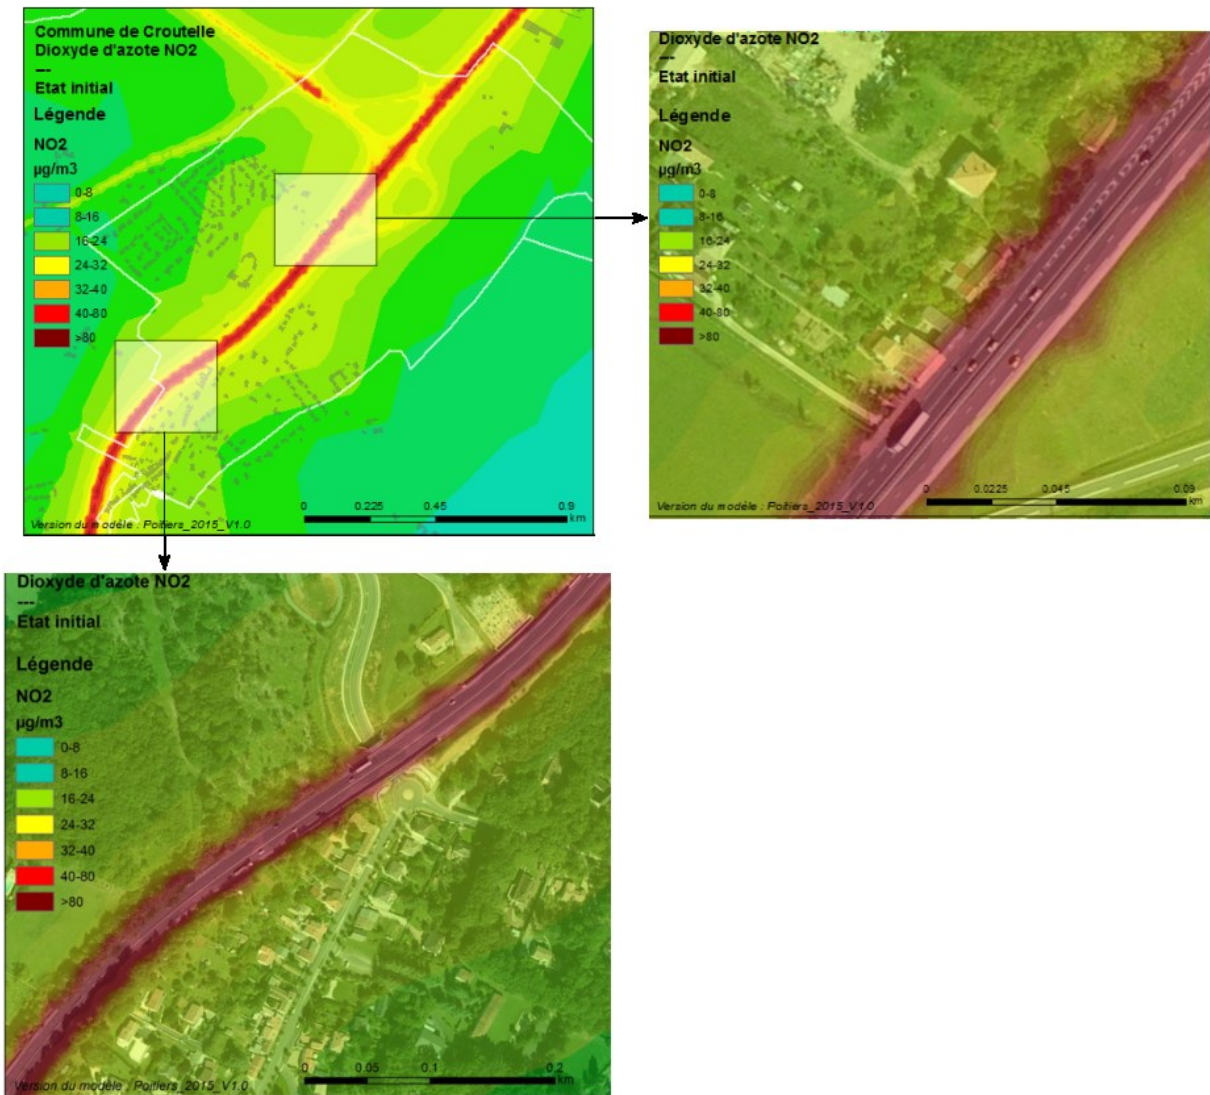 Commune de Croutelle
Dioxyde d'azote NO2
---
Etat initial
Légende
NO2
µg/m3
0-8
8-16
16-24
24-32
32-40
40-80
>80
0 0.225 0.45 0.9
km
Version du modèle : Poitiers_2015_V1.0
Dioxyde d'azote NO2
---
Etat initial
Légende
NO2
µg/m3
0-8
8-16
16-24
24-32
32-40
40-80
>80
0 0.0225 0.045 0.09
km
Version du modèle : Poitiers_2015_V1.0
Dioxyde d'azote NO2
---
Etat initial
Légende
NO2
µg/m3
0-8
8-16
16-24
24-32
32-40
40-80
>80
0 0.05 0.1 0.2
km
Version du modèle : Poitiers_2015_V1.0